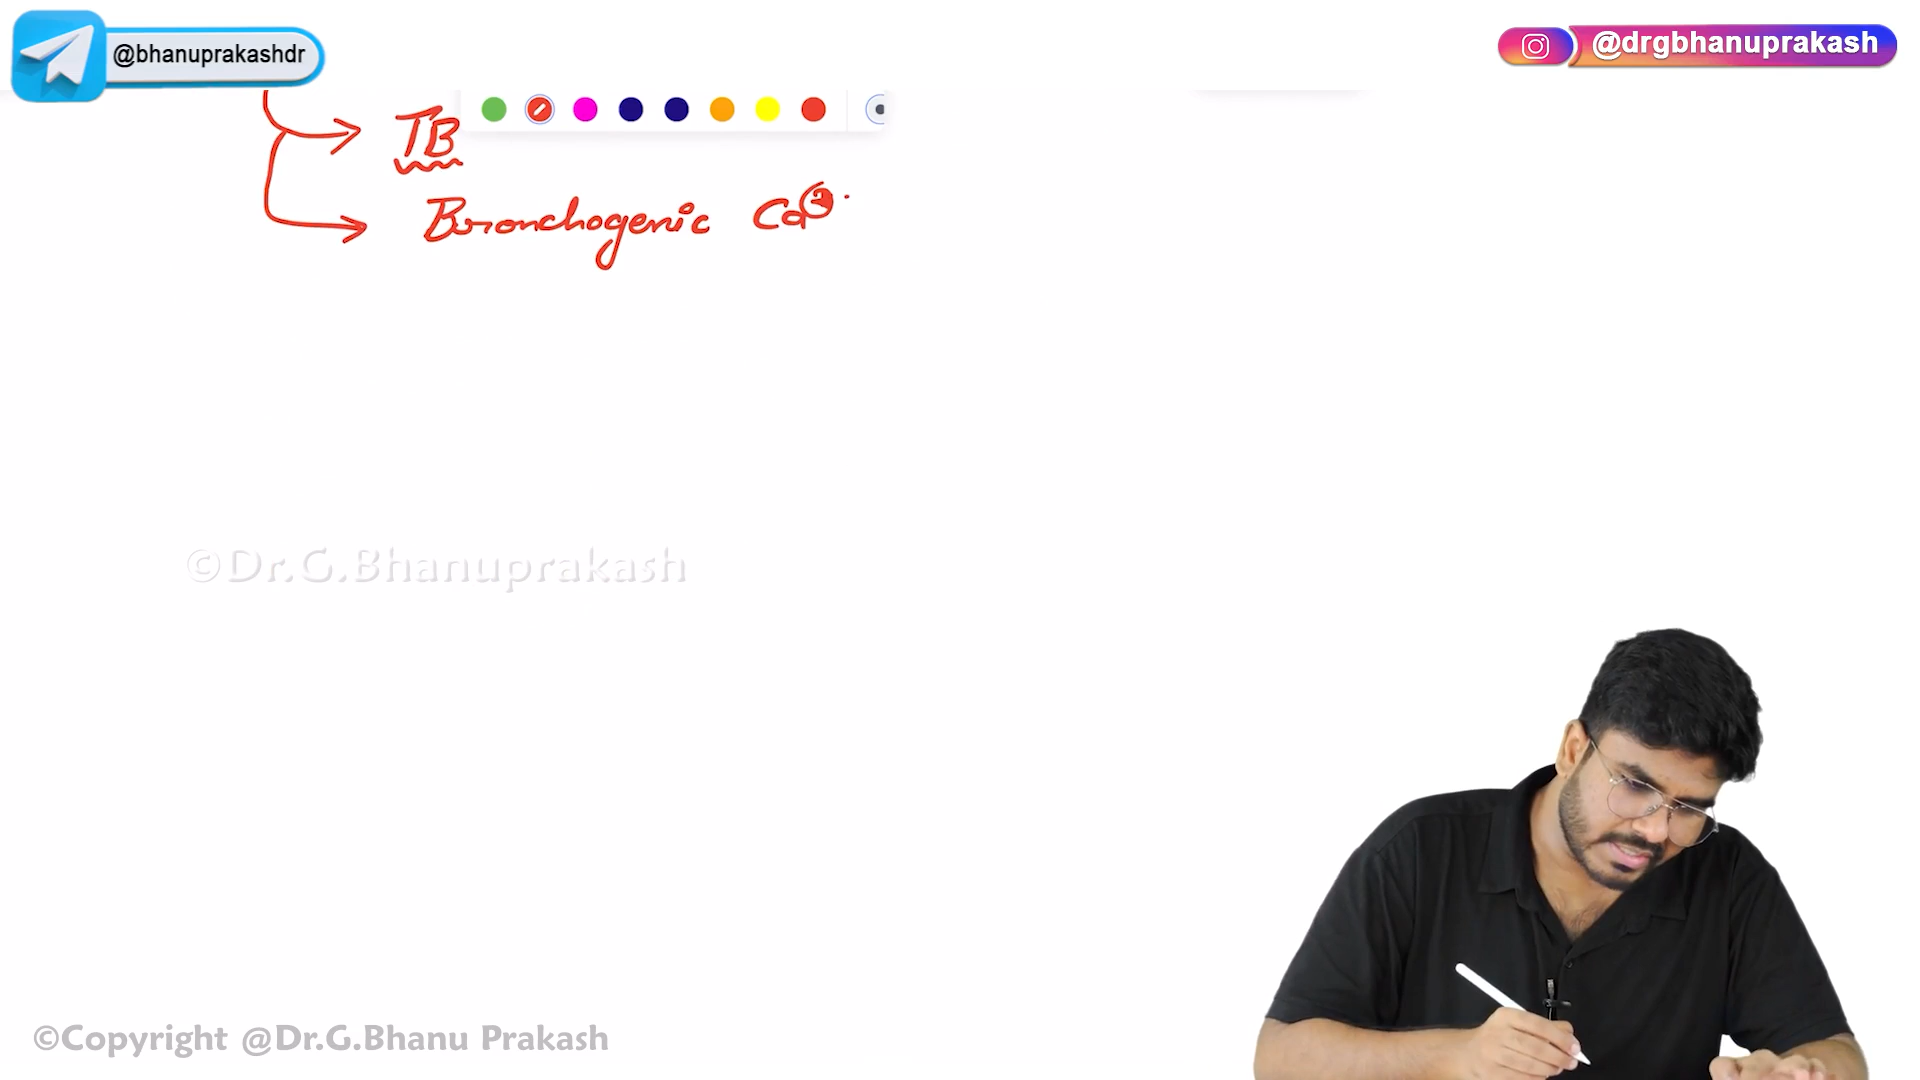 @bhanuprakashdr
@drgbhanuprakash
TB
Bronchogenic Ca
©Dr.G.Bhanuprakash
©Copyright @Dr.G.Bhanu Prakash